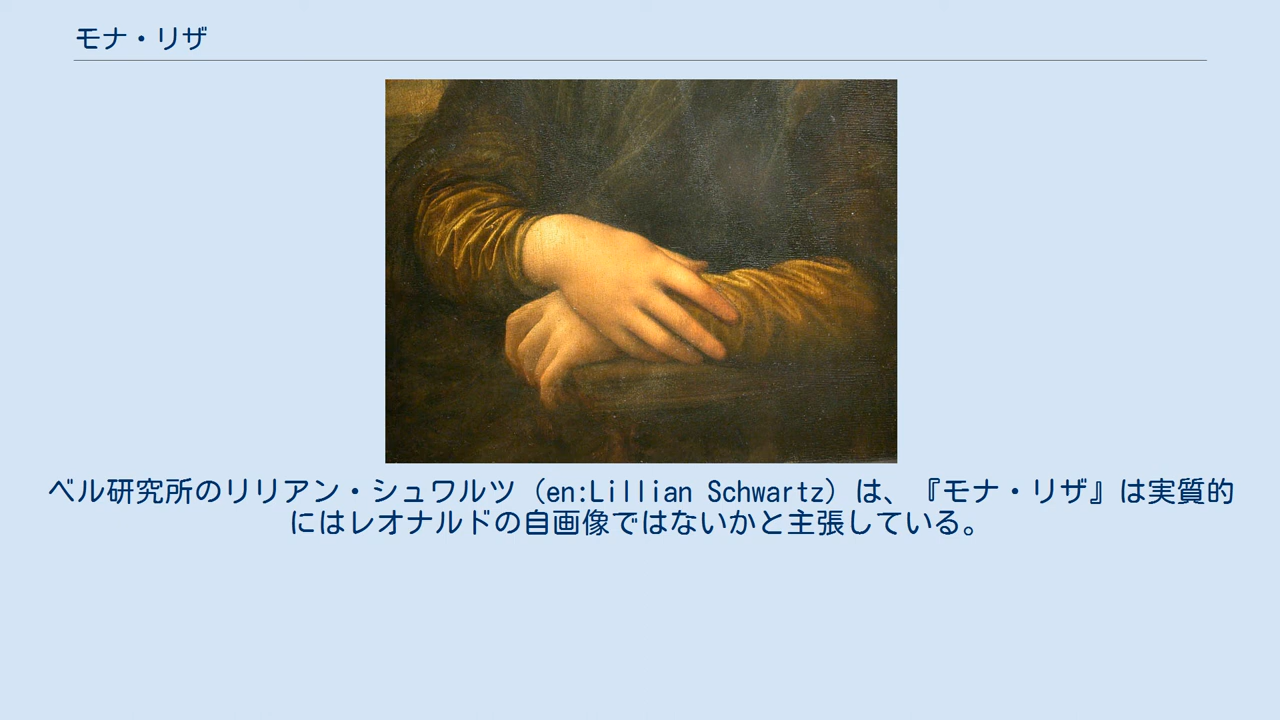 モナ・リザ
ベル研究所のリリアン・シュワルツ（en:Lillian Schwartz）は、『モナ・リザ』は実質的
にはレオナルドの自画像ではないかと主張している。